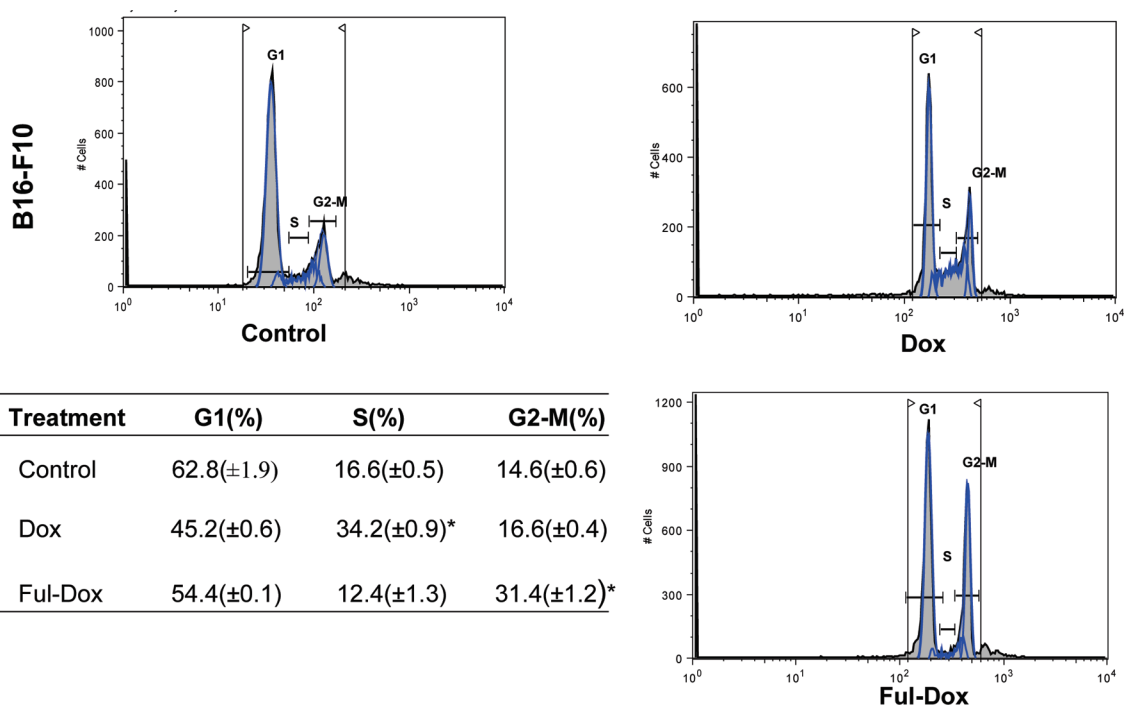 B16-F10
1000
800
600
400
200
0
# Cells
G1
S
G2-M
10^0 10^1 10^2 10^3 10^4
Control
600
400
200
0
# Cells
G1
S
G2-M
10^0 10^1 10^2 10^3 10^4
Dox
Treatment G1(%) S(%) G2-M(%)
Control 62.8(±1.9) 16.6(±0.5) 14.6(±0.6)
Dox 45.2(±0.6) 34.2(±0.9)* 16.6(±0.4)
Ful-Dox 54.4(±0.1) 12.4(±1.3) 31.4(±1.2)*
1200
900
600
300
0
# Cells
G1
S
G2-M
10^0 10^1 10^2 10^3 10^4
Ful-Dox